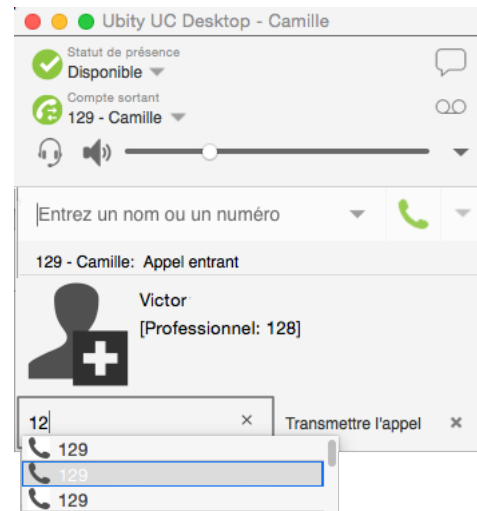 Ubity UC Desktop - Camille
Statut de présence
Disponible
Compte sortant
129 - Camille
Entrez un nom ou un numéro
129 - Camille: Appel entrant
Victor
[Professionnel: 128]
12
Transmettre l'appel
129
129
129